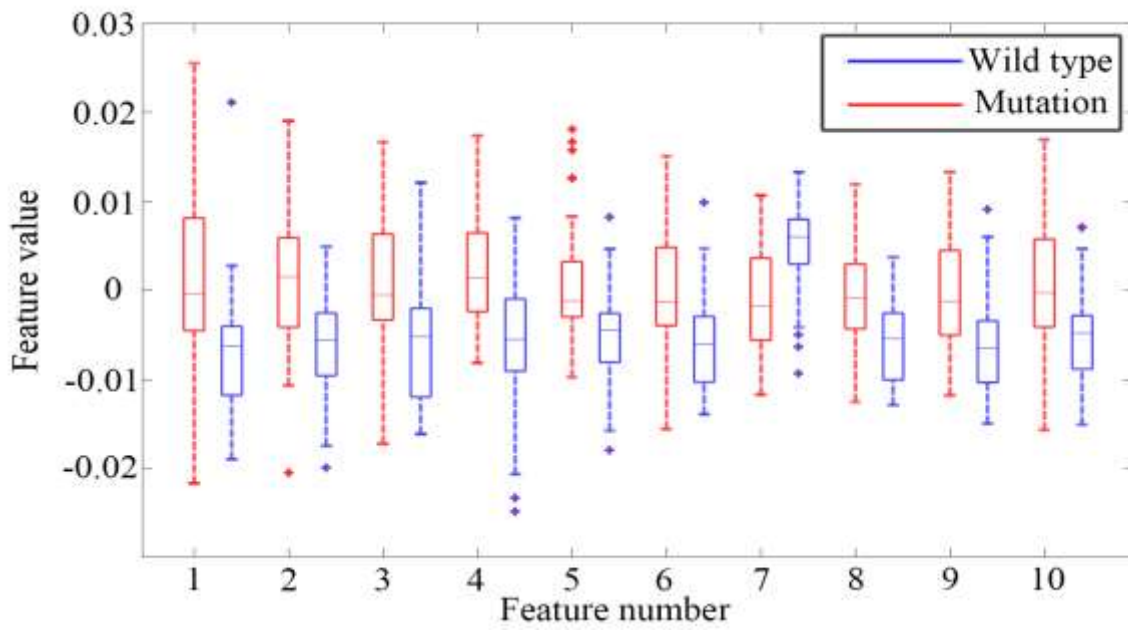 0.03
0.02
0.01
0
-0.01
-0.02
Feature value
Wild type
Mutation
1 2 3 4 5 6 7 8 9 10
Feature number